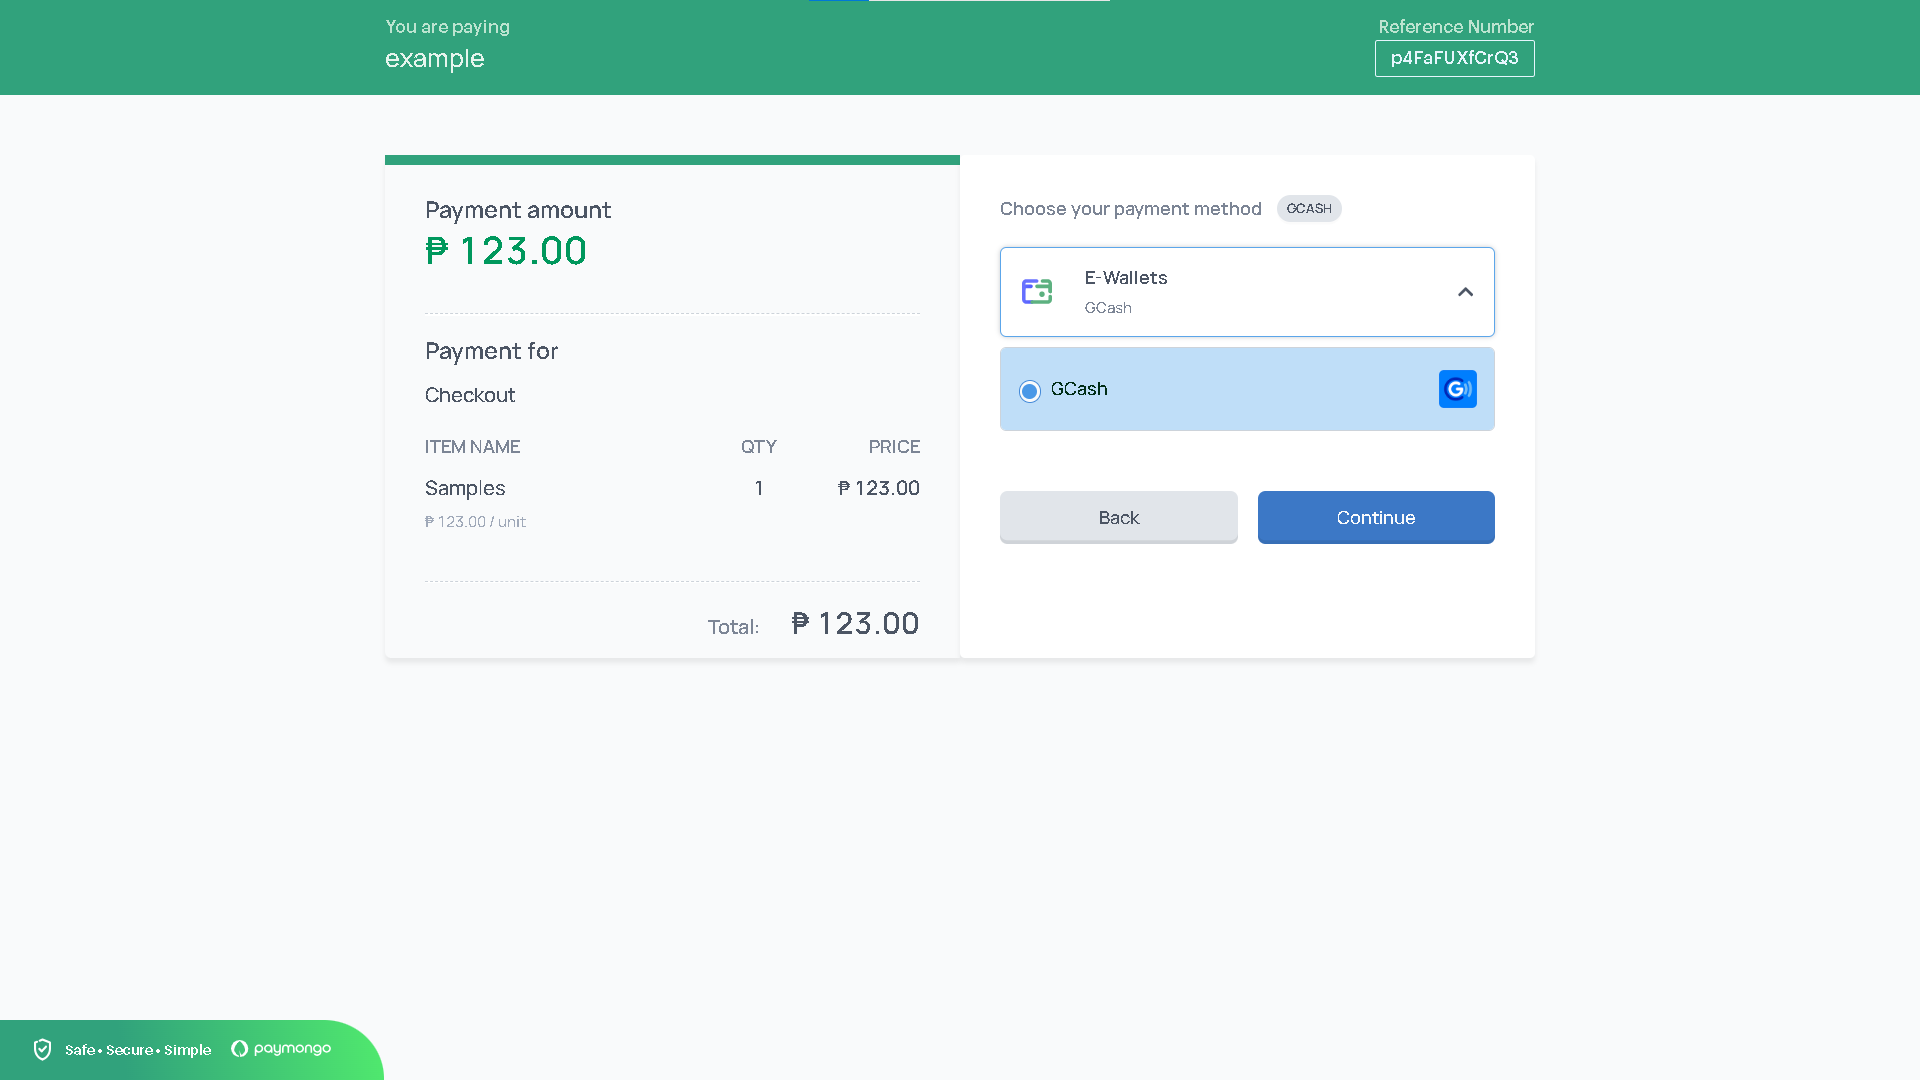 You are paying
example
Reference Number
p4FaFUXfCrQ3
Payment amount
₱ 123.00
Payment for
Checkout
ITEM NAME QTY PRICE
Samples 1 ₱ 123.00
₱ 123.00 / unit
Total: ₱ 123.00
Choose your payment method GCASH
E-Wallets
GCash
GCash
Back Continue
Safe • Secure • Simple paymongo